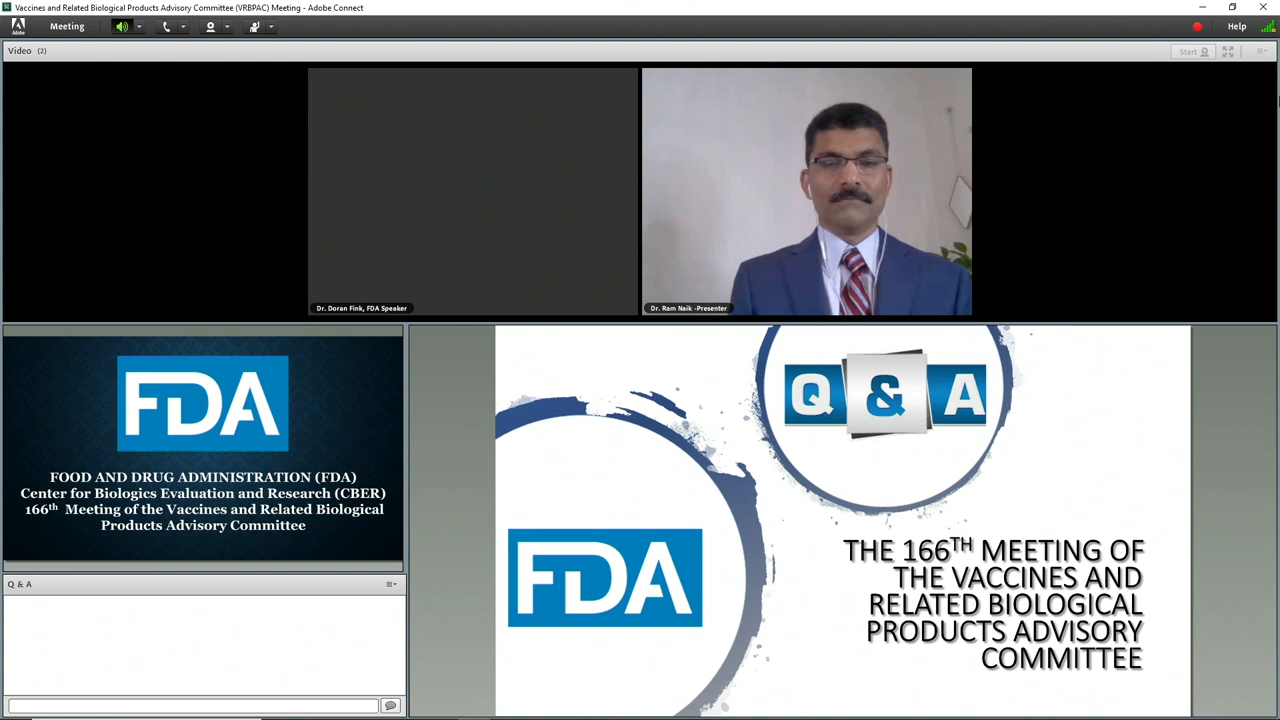 Vaccines and Related Biological Products Advisory Committee (VRBPAC) Meeting - Adobe Connect
Adobe
Meeting
Help
Video (2)
Start
Dr. Doran Fink, FDA Speaker
Dr. Ram Naik -Presenter
FDA
FOOD AND DRUG ADMINISTRATION (FDA)
Center for Biologics Evaluation and Research (CBER)
166th Meeting of the Vaccines and Related Biological
Products Advisory Committee
Q & A
Q & A
FDA
THE 166TH MEETING OF
THE VACCINES AND
RELATED BIOLOGICAL
PRODUCTS ADVISORY
COMMITTEE